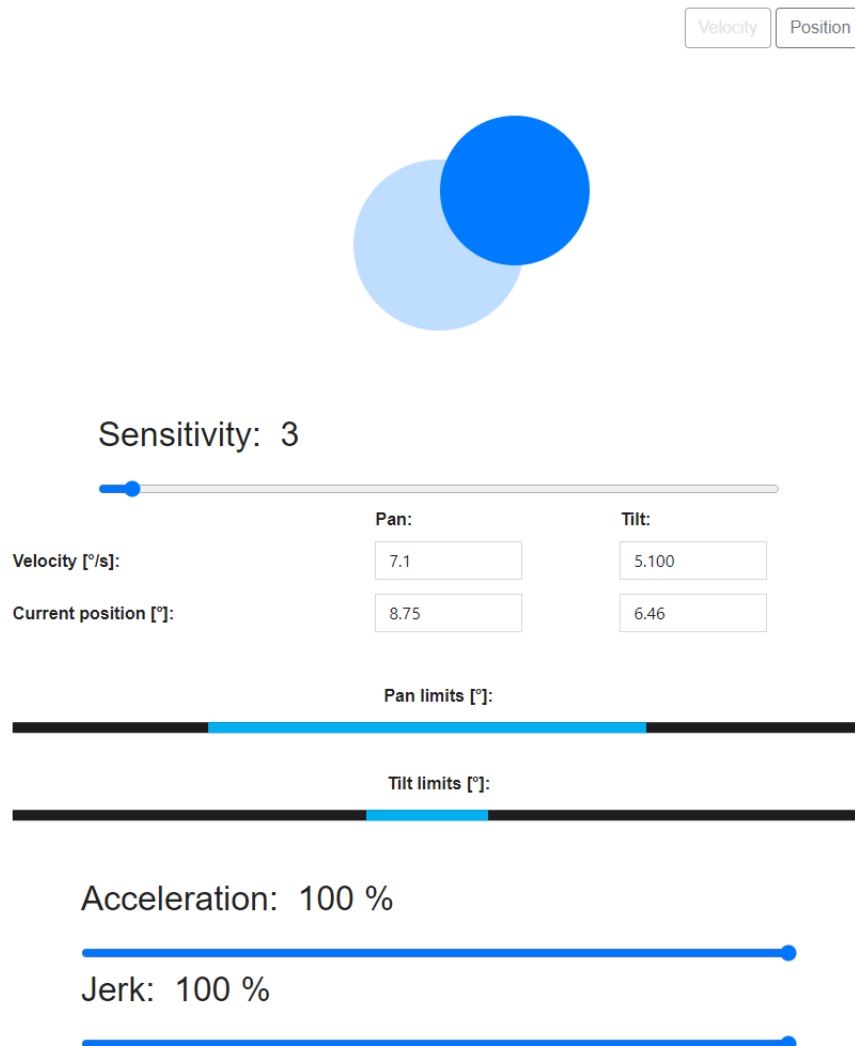 Velocity Position
Sensitivity: 3
Pan: Tilt:
Velocity [°/s]: 7.1 5.100
Current position [°]: 8.75 6.46
Pan limits [°]:
Tilt limits [°]:
Acceleration: 100 %
Jerk: 100 %